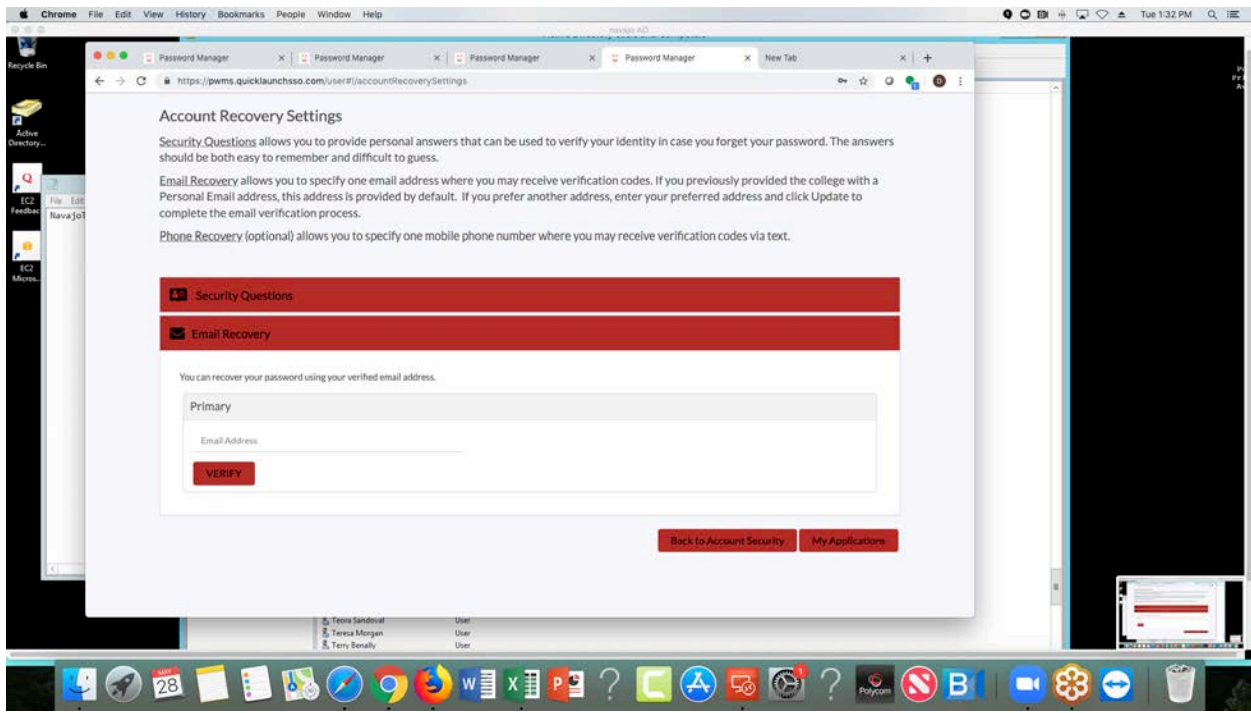 Chrome File Edit View History Bookmarks People Window Help
Tue 1:32 PM
navajo AD
Recycle Bin
Password Manager
Password Manager
Password Manager
Password Manager
New Tab
https://pwms.quicklaunchsso.com/user#!/accountRecoverySettings
D
Active
Directory...
EC2
Feedbac
File Edit
NavajoT
EC2
Micros...
Account Recovery Settings
Security Questions allows you to provide personal answers that can be used to verify your identity in case you forget your password. The answers
should be both easy to remember and difficult to guess.
Email Recovery allows you to specify one email address where you may receive verification codes. If you previously provided the college with a
Personal Email address, this address is provided by default. If you prefer another address, enter your preferred address and click Update to
complete the email verification process.
Phone Recovery (optional) allows you to specify one mobile phone number where you may receive verification codes via text.
Security Questions
Email Recovery
You can recover your password using your verified email address.
Primary
Email Address
VERIFY
Back to Account Security
My Applications
Teora Sandoval User
Teresa Morgan User
Terry Benally User
MAY
28
Polycom